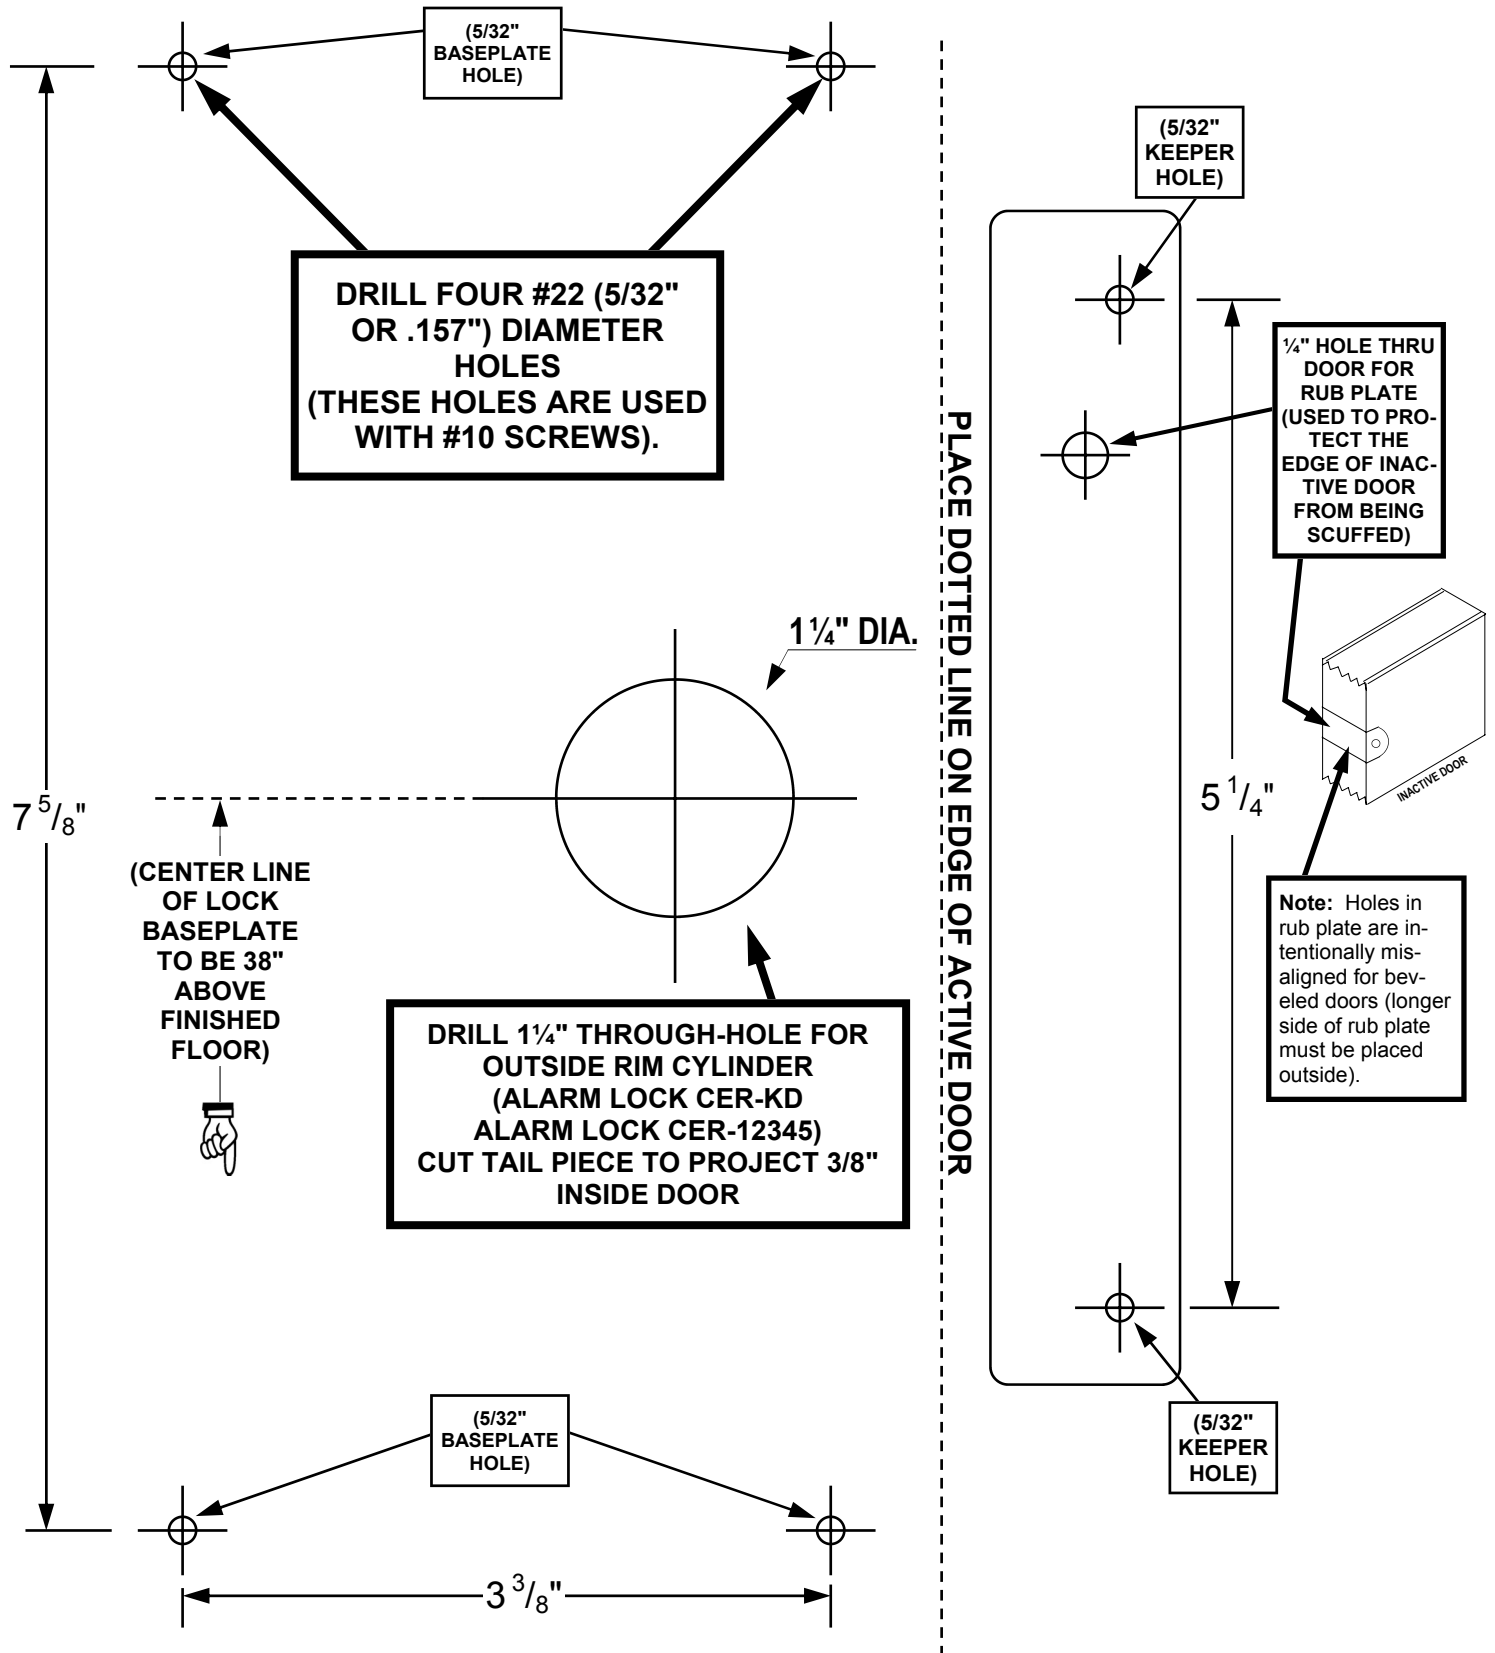 (5/32"
BASEPLATE
HOLE)
(5/32"
KEEPER
HOLE)
DRILL FOUR #22 (5/32"
OR .157") DIAMETER
HOLES
(THESE HOLES ARE USED
WITH #10 SCREWS).
¼" HOLE THRU
DOOR FOR
RUB PLATE
(USED TO PRO-
TECT THE
EDGE OF INAC-
TIVE DOOR
FROM BEING
SCUFFED)
PLACE DOTTED LINE ON EDGE OF ACTIVE DOOR
1¼" DIA.
7 5/8"
5 1/4"
INACTIVE DOOR
(CENTER LINE
OF LOCK
BASEPLATE
TO BE 38"
ABOVE
FINISHED
FLOOR)
Note: Holes in
rub plate are in-
tentionally mis-
aligned for bev-
eled doors (longer
side of rub plate
must be placed
outside).
DRILL 1¼" THROUGH-HOLE FOR
OUTSIDE RIM CYLINDER
(ALARM LOCK CER-KD
ALARM LOCK CER-12345)
CUT TAIL PIECE TO PROJECT 3/8"
INSIDE DOOR
(5/32"
BASEPLATE
HOLE)
(5/32"
KEEPER
HOLE)
3 3/8"